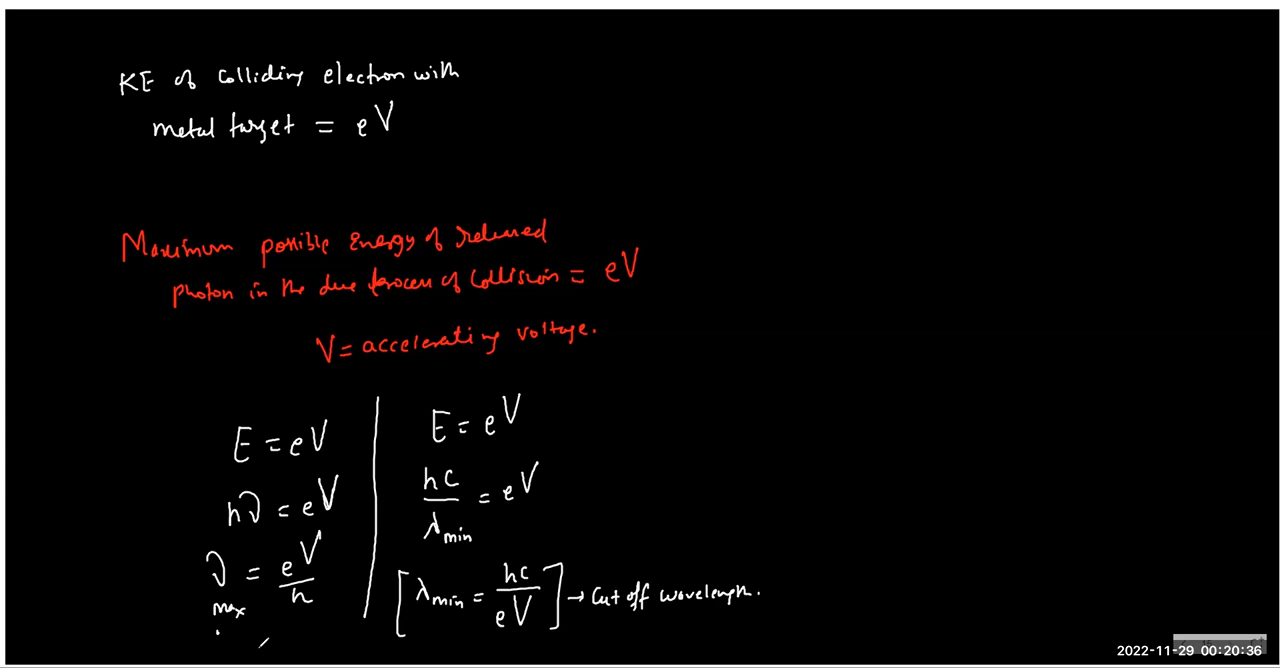 KE of colliding electron with
metal target = eV
Maximum possible energy of released
photon in the due process of collision = eV
V = accelerating voltage.
E = eV
hν = eV
ν max = eV/h
E = eV
hc/λmin = eV
[λmin = hc/eV] → Cut off wavelength.
2022-11-29 00:20:36